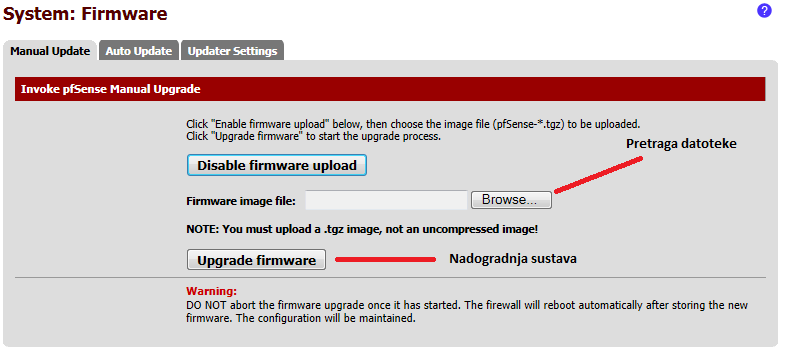 System: Firmware
?
Manual Update
Auto Update
Updater Settings
Invoke pfSense Manual Upgrade
Click "Enable firmware upload" below, then choose the image file (pfSense-*.tgz) to be uploaded.
Click "Upgrade firmware" to start the upgrade process.
Pretraga datoteke
Disable firmware upload
Firmware image file:
Browse...
NOTE: You must upload a .tgz image, not an uncompressed image!
Upgrade firmware
Nadogradnja sustava
Warning:
DO NOT abort the firmware upgrade once it has started. The firewall will reboot automatically after storing the new
firmware. The configuration will be maintained.